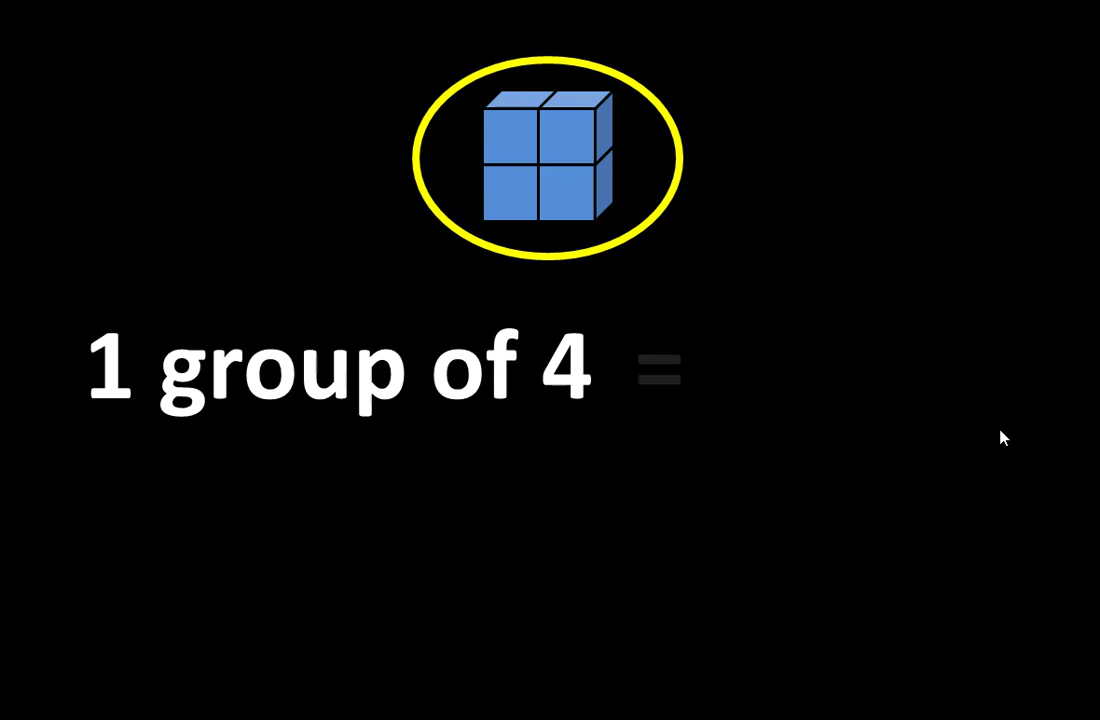 1 group of 4 =